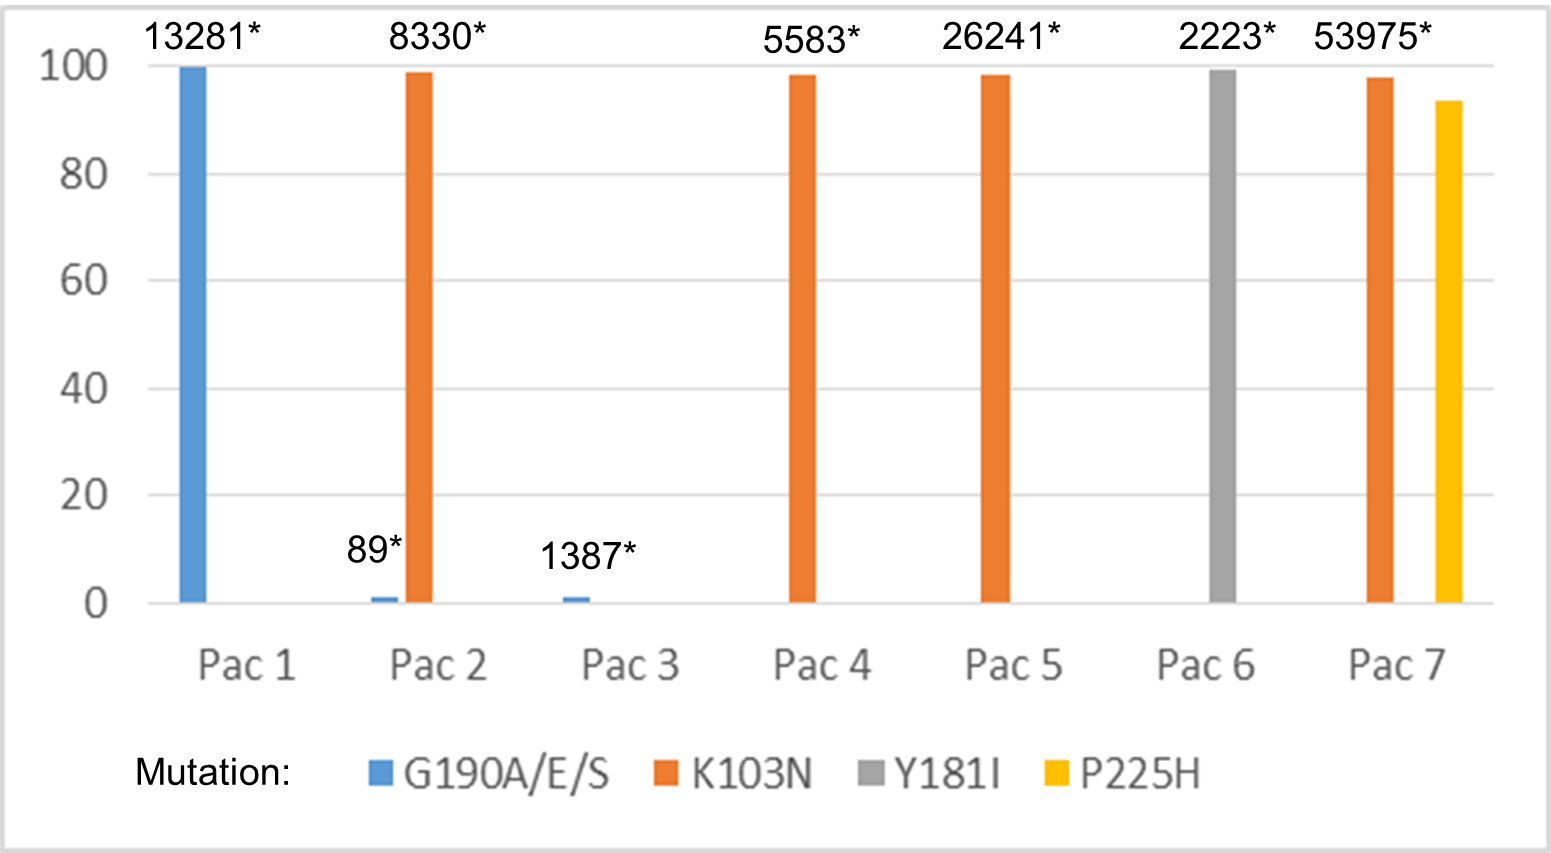 13281* 8330* 5583* 26241* 2223* 53975*
100
80
60
40
20
89* 1387*
0
Pac 1 Pac 2 Pac 3 Pac 4 Pac 5 Pac 6 Pac 7
Mutation: G190A/E/S K103N Y181I P225H